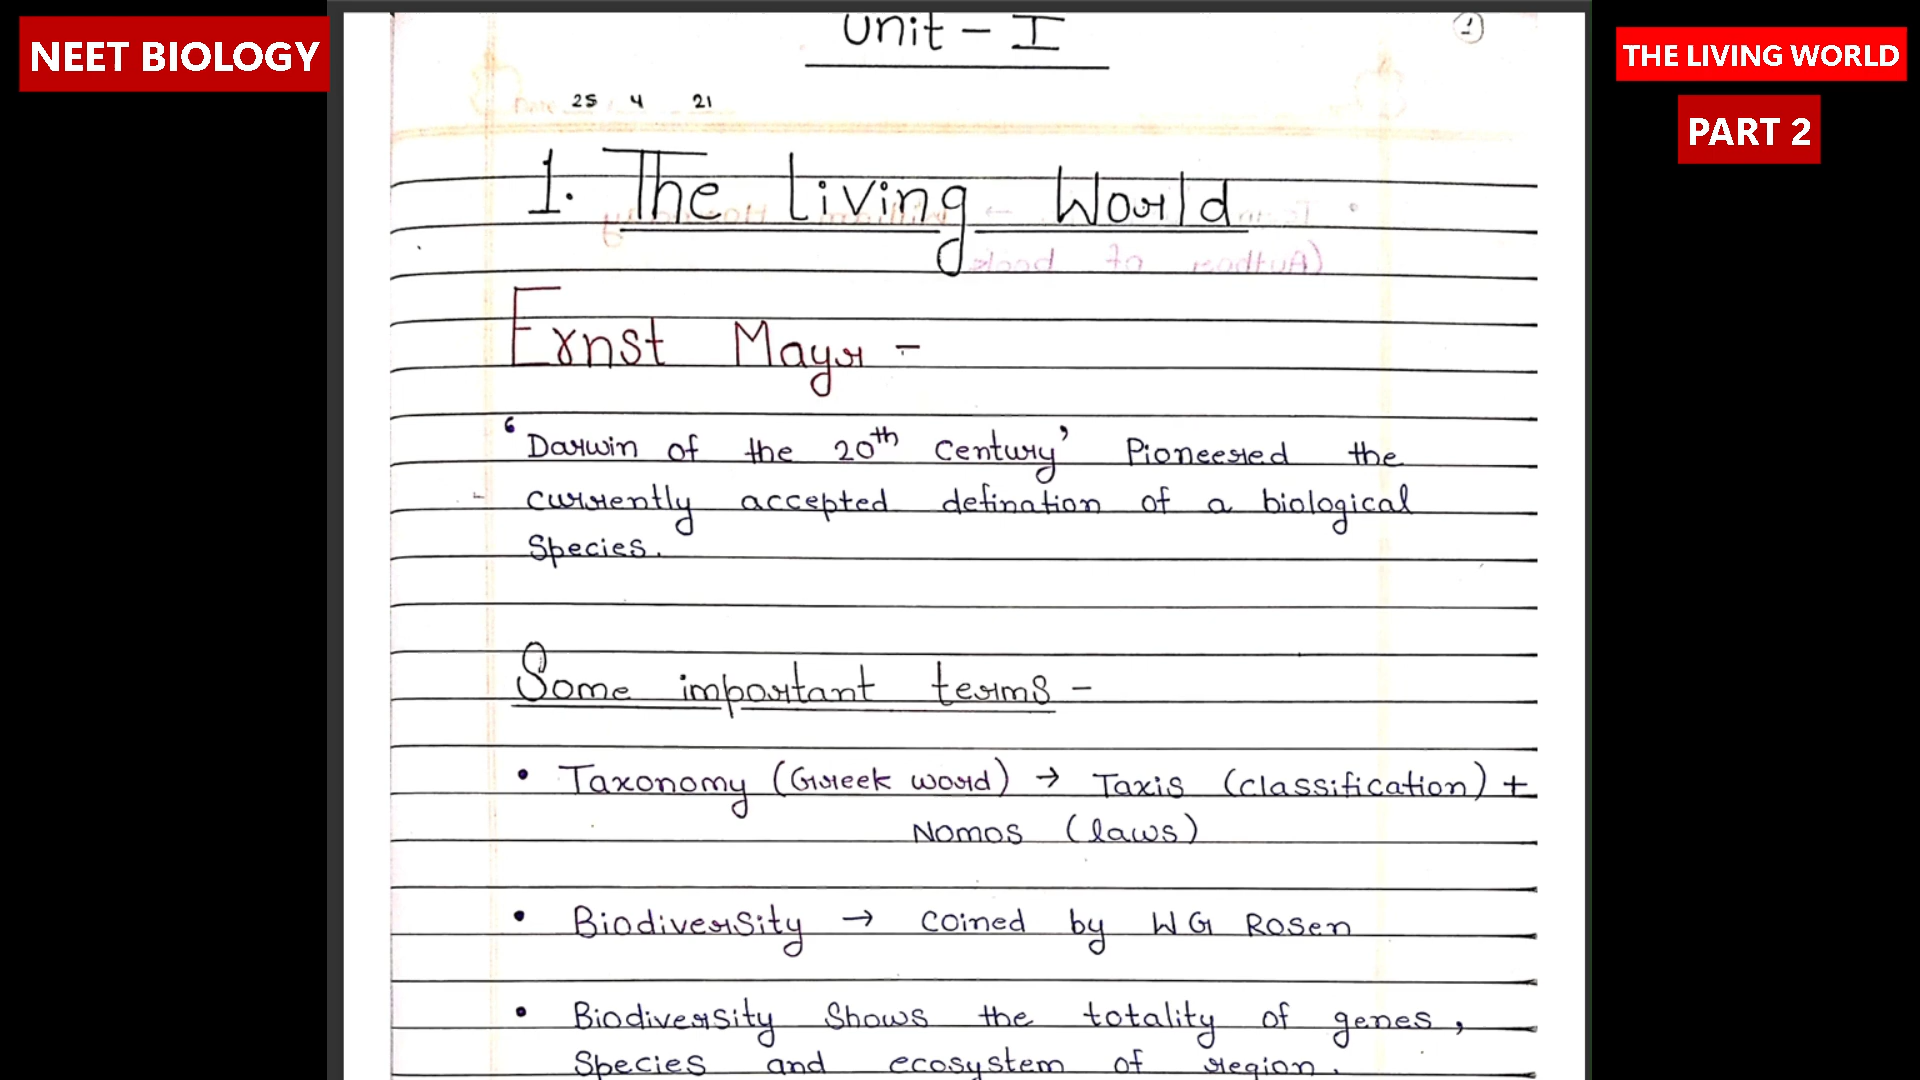 NEET BIOLOGY
THE LIVING WORLD
PART 2
Unit - I
1
Date 25 4 21
1. The Living World
Ernst Mayr -
'Darwin of the 20th Century' Pioneered the
currently accepted defination of a biological
Species.
Some important terms -
• Taxonomy (Greek word) → Taxis (classification) +
Nomos (laws)
• Biodiversity → coined by W G Rosen
• Biodiversity Shows the totality of genes,
Species and ecosystem of region.